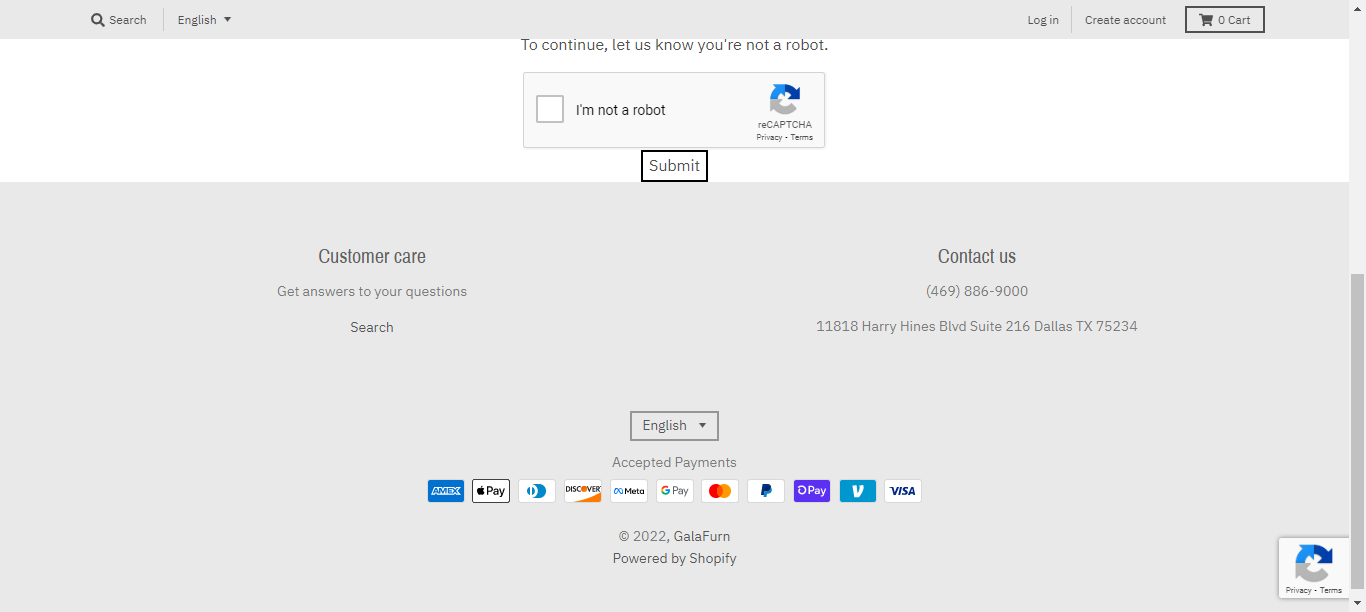 Search
English
Log in
Create account
0 Cart
To continue, let us know you're not a robot.
I'm not a robot
reCAPTCHA
Privacy - Terms
Submit
Customer care
Get answers to your questions
Search
Contact us
(469) 886-9000
11818 Harry Hines Blvd Suite 216 Dallas TX 75234
English
Accepted Payments
AMEX Pay DISCOVER Meta G Pay Pay VISA
© 2022, GalaFurn
Powered by Shopify
Privacy - Terms